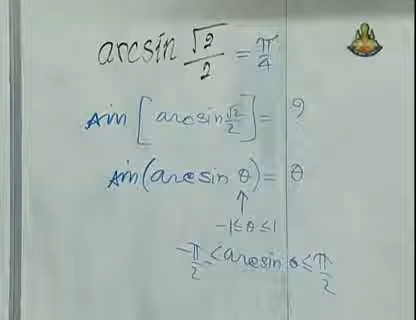 arcsin √2/2 = π/4
sin [arcsin √2/2] = ?
sin(arcsin θ) = θ
↑
-1 ≤ θ ≤ 1
-π/2 ≤ arcsin θ ≤ π/2